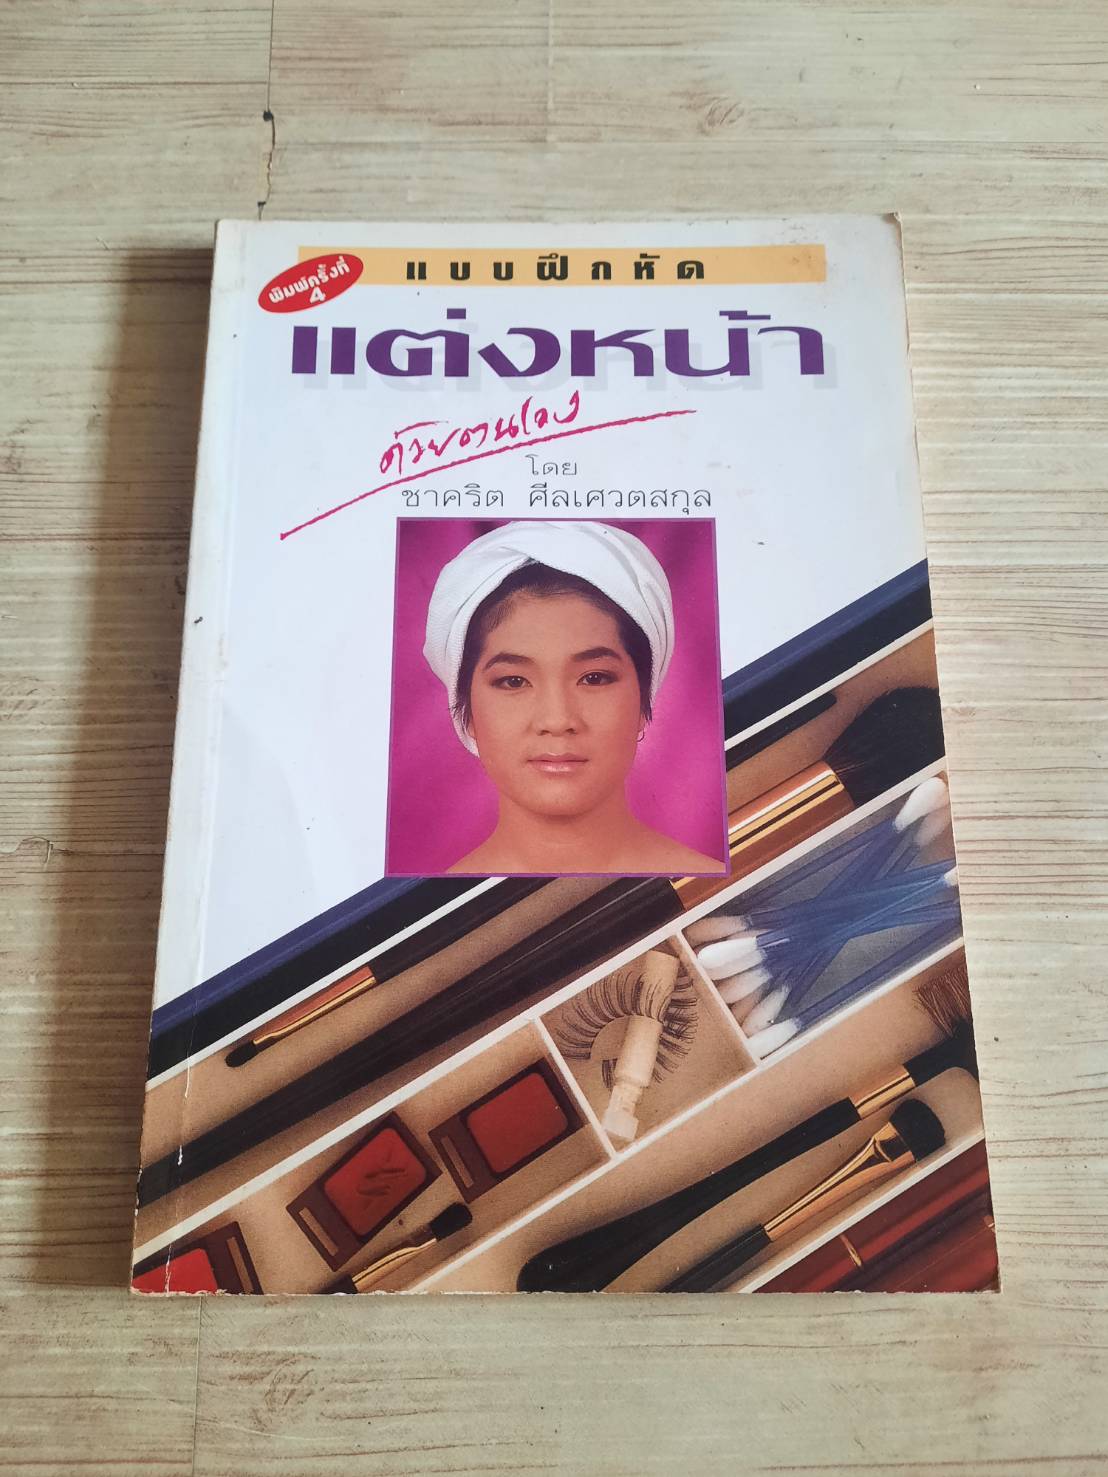 แบบฝึกหัด
พิมพ์ครั้งที่
4
แต่งหน้า
ด้วยตนเอง
โดย
ชาคริต ศีลเศวตสกุล